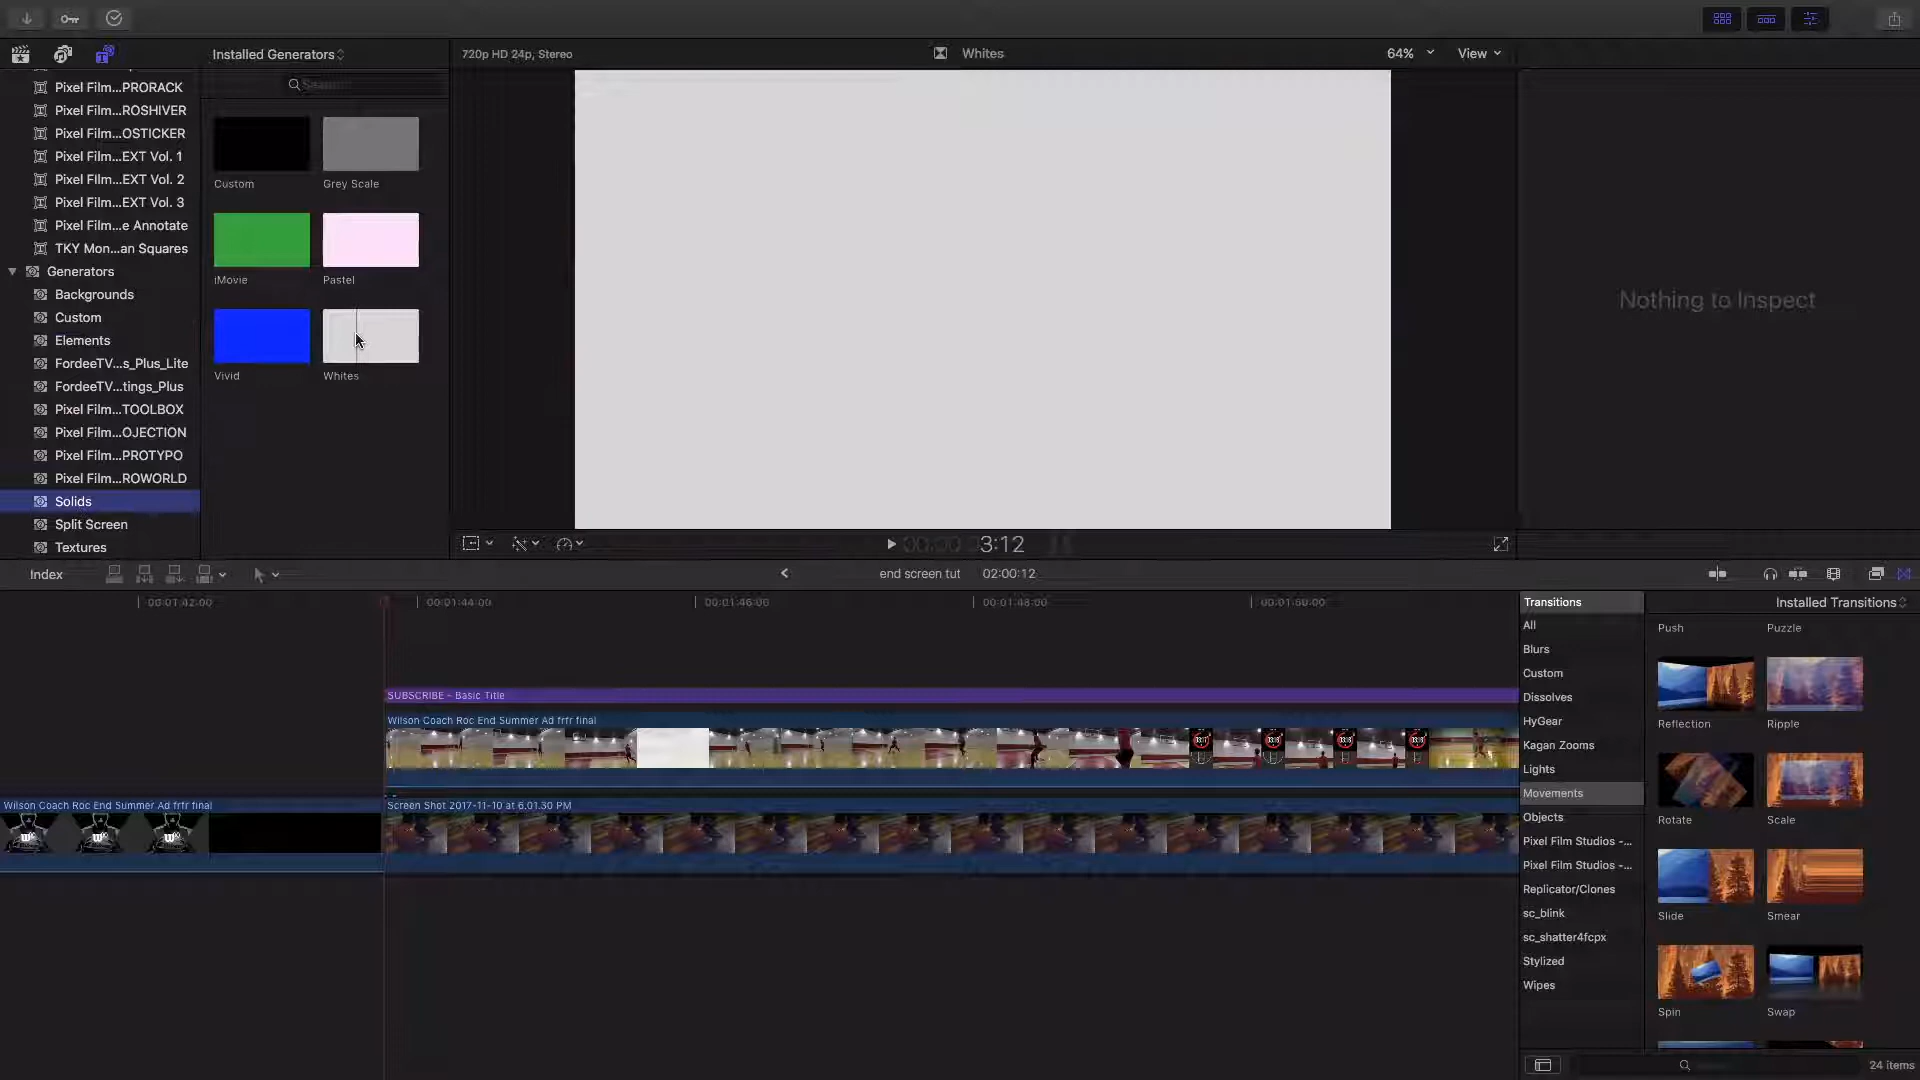 Installed Generators
720p HD 24p, Stereo
Whites
64%
View
Pixel Film...PRORACK
Pixel Film...ROSHIVER
Pixel Film...OSTICKER
Pixel Film...EXT Vol. 1
Pixel Film...EXT Vol. 2
Pixel Film...EXT Vol. 3
Pixel Film...e Annotate
TKY Mon...an Squares
Generators
Backgrounds
Custom
Elements
FordeeTV...s_Plus_Lite
FordeeTV...tings_Plus
Pixel Film...TOOLBOX
Pixel Film...OJECTION
Pixel Film...PROTYPO
Pixel Film...ROWORLD
Solids
Split Screen
Textures
Search
Custom
Grey Scale
iMovie
Pastel
Vivid
Whites
Nothing to Inspect
3:12
Index
end screen tut
02:00:12
00:01:42:00
00:01:44:00
00:01:46:00
00:01:48:00
00:01:50:00
SUBSCRIBE - Basic Title
Wilson Coach Roc End Summer Ad frfr final
Wilson Coach Roc End Summer Ad frfr final
Screen Shot 2017-11-10 at 6.01.30 PM
Transitions
All
Blurs
Custom
Dissolves
HyGear
Kagan Zooms
Lights
Movements
Objects
Pixel Film Studios -...
Pixel Film Studios -...
Replicator/Clones
sc_blink
sc_shatter4fcpx
Stylized
Wipes
Installed Transitions
Push
Puzzle
Reflection
Ripple
Rotate
Scale
Slide
Smear
Spin
Swap
24 items